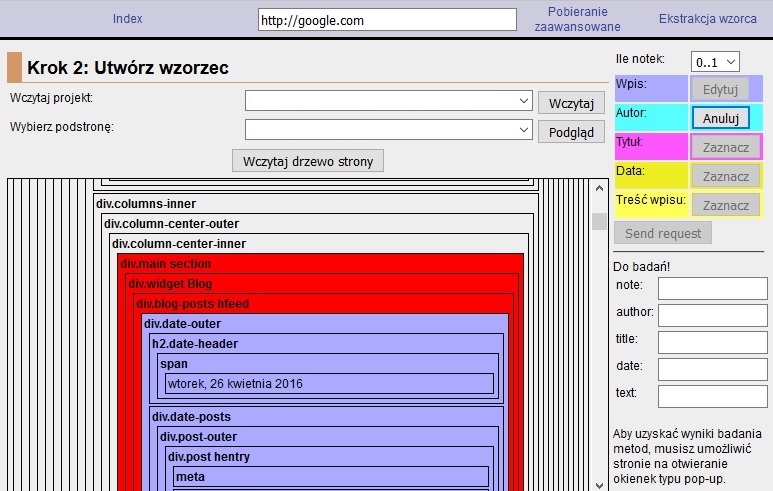 Index
http://google.com
Pobieranie
zaawansowane
Ekstrakcja wzorca
Krok 2: Utwórz wzorzec
Wczytaj projekt:
Wczytaj
Wybierz podstronę:
Podgląd
Wczytaj drzewo strony
div.columns-inner
div.column-center-outer
div.column-center-inner
div.main section
div.widget Blog
div.blog-posts hfeed
div.date-outer
h2.date-header
span
wtorek, 26 kwietnia 2016
div.date-posts
div.post-outer
div.post hentry
meta
Ile notek:
0..1
Wpis:
Edytuj
Autor:
Anuluj
Tytuł:
Zaznacz
Data:
Zaznacz
Treść wpisu:
Zaznacz
Send request
Do badań!
note:
author:
title:
date:
text:
Aby uzyskać wyniki badania
metod, musisz umożliwić
stronie na otwieranie
okienek typu pop-up.